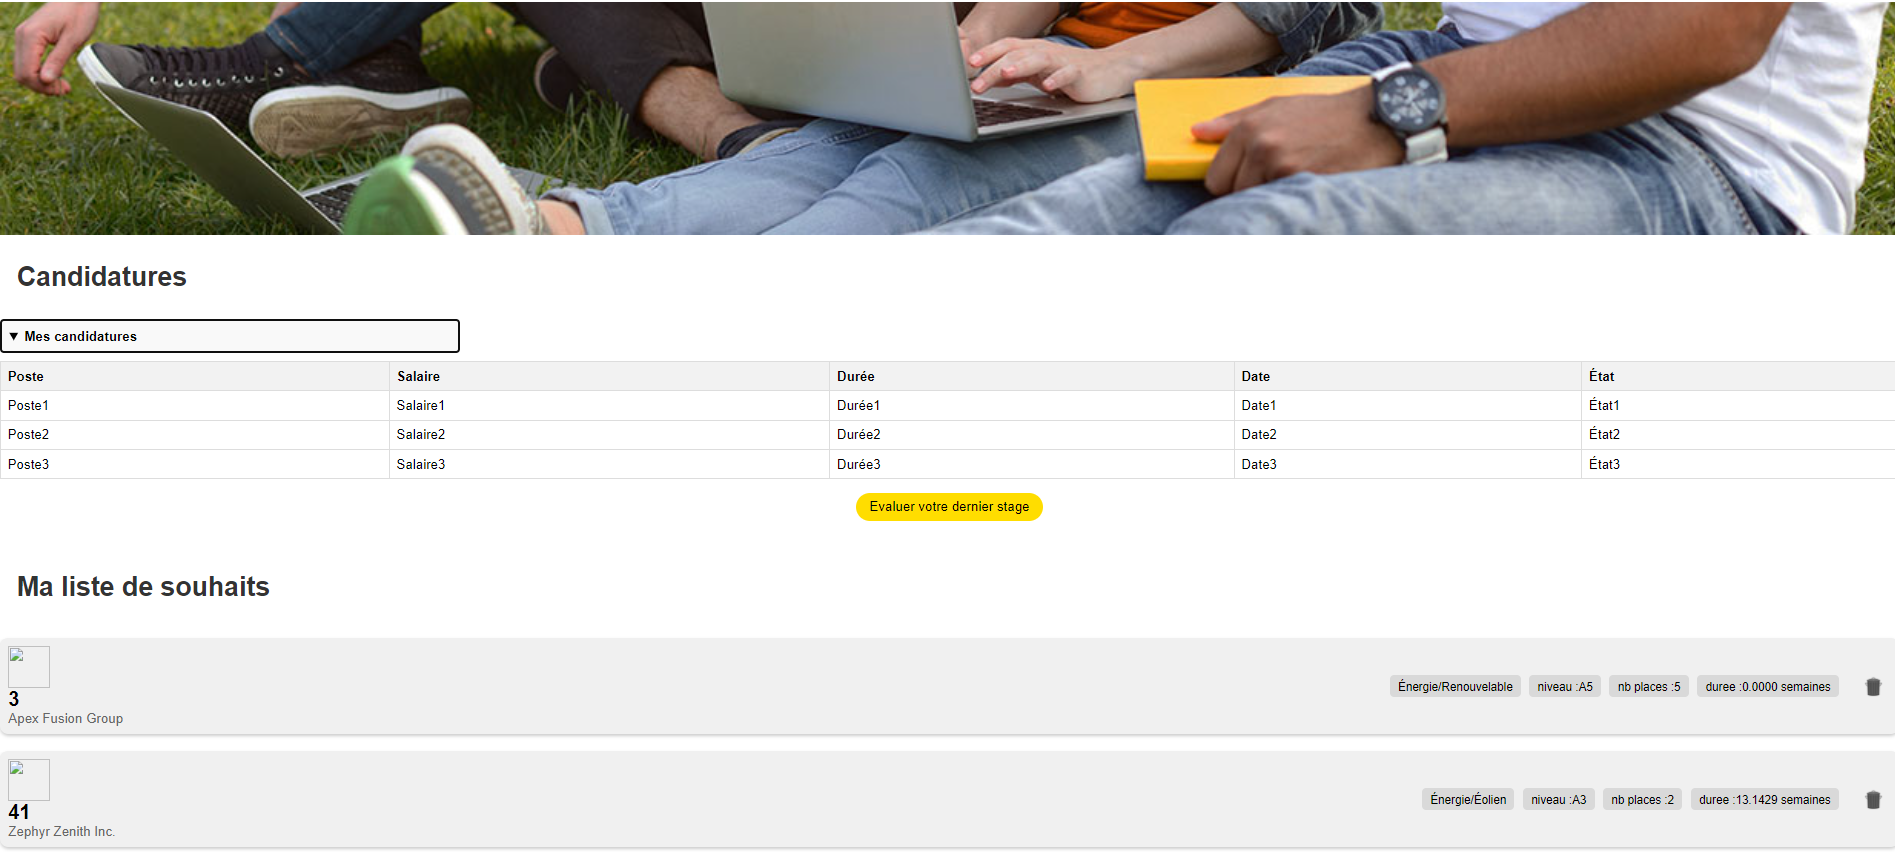 Candidatures
▼ Mes candidatures
Poste Salaire Durée Date État
Poste1 Salaire1 Durée1 Date1 État1
Poste2 Salaire2 Durée2 Date2 État2
Poste3 Salaire3 Durée3 Date3 État3
Evaluer votre dernier stage
Ma liste de souhaits
3
Apex Fusion Group
Énergie/Renouvelable niveau :A5 nb places :5 duree :0.0000 semaines
41
Zephyr Zenith Inc.
Énergie/Éolien niveau :A3 nb places :2 duree :13.1429 semaines